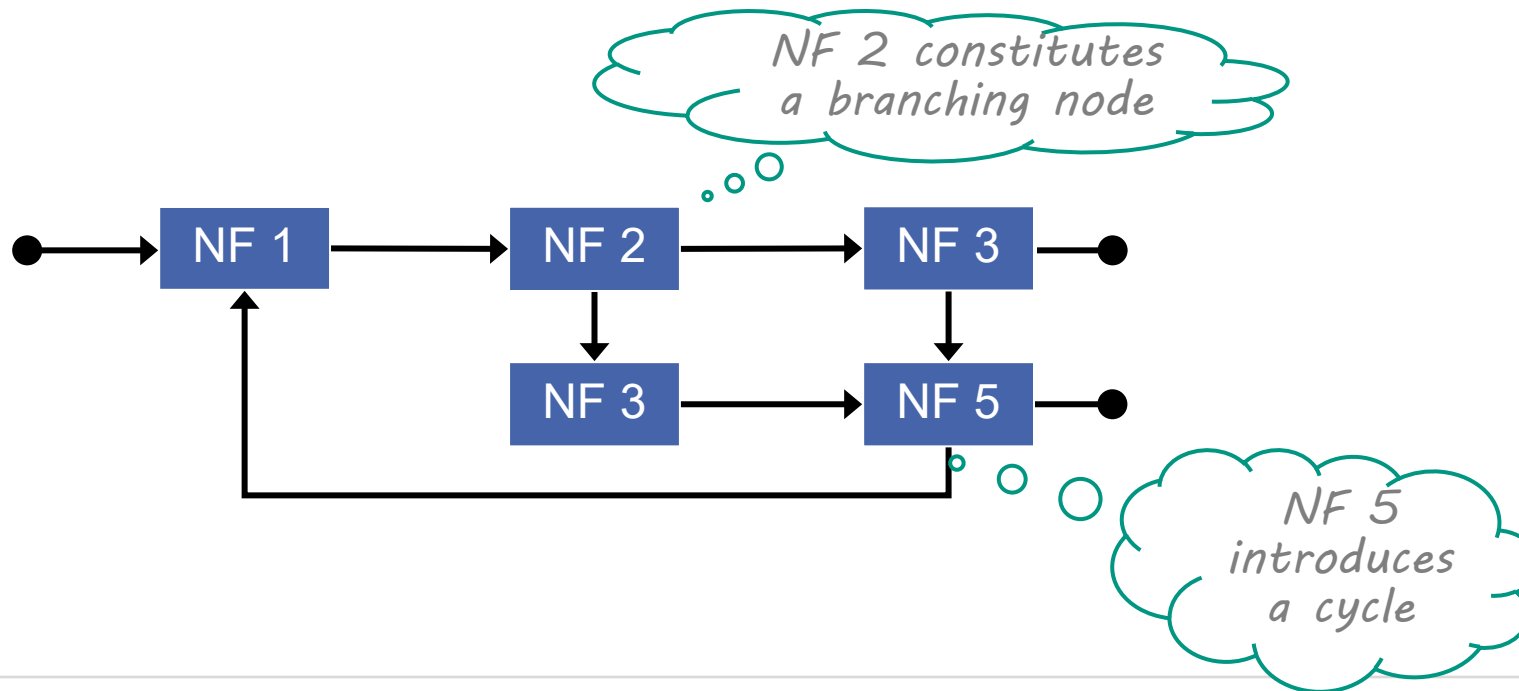 NF 2 constitutes
a branching node
NF 1
NF 2
NF 3
NF 3
NF 5
NF 5
introduces
a cycle